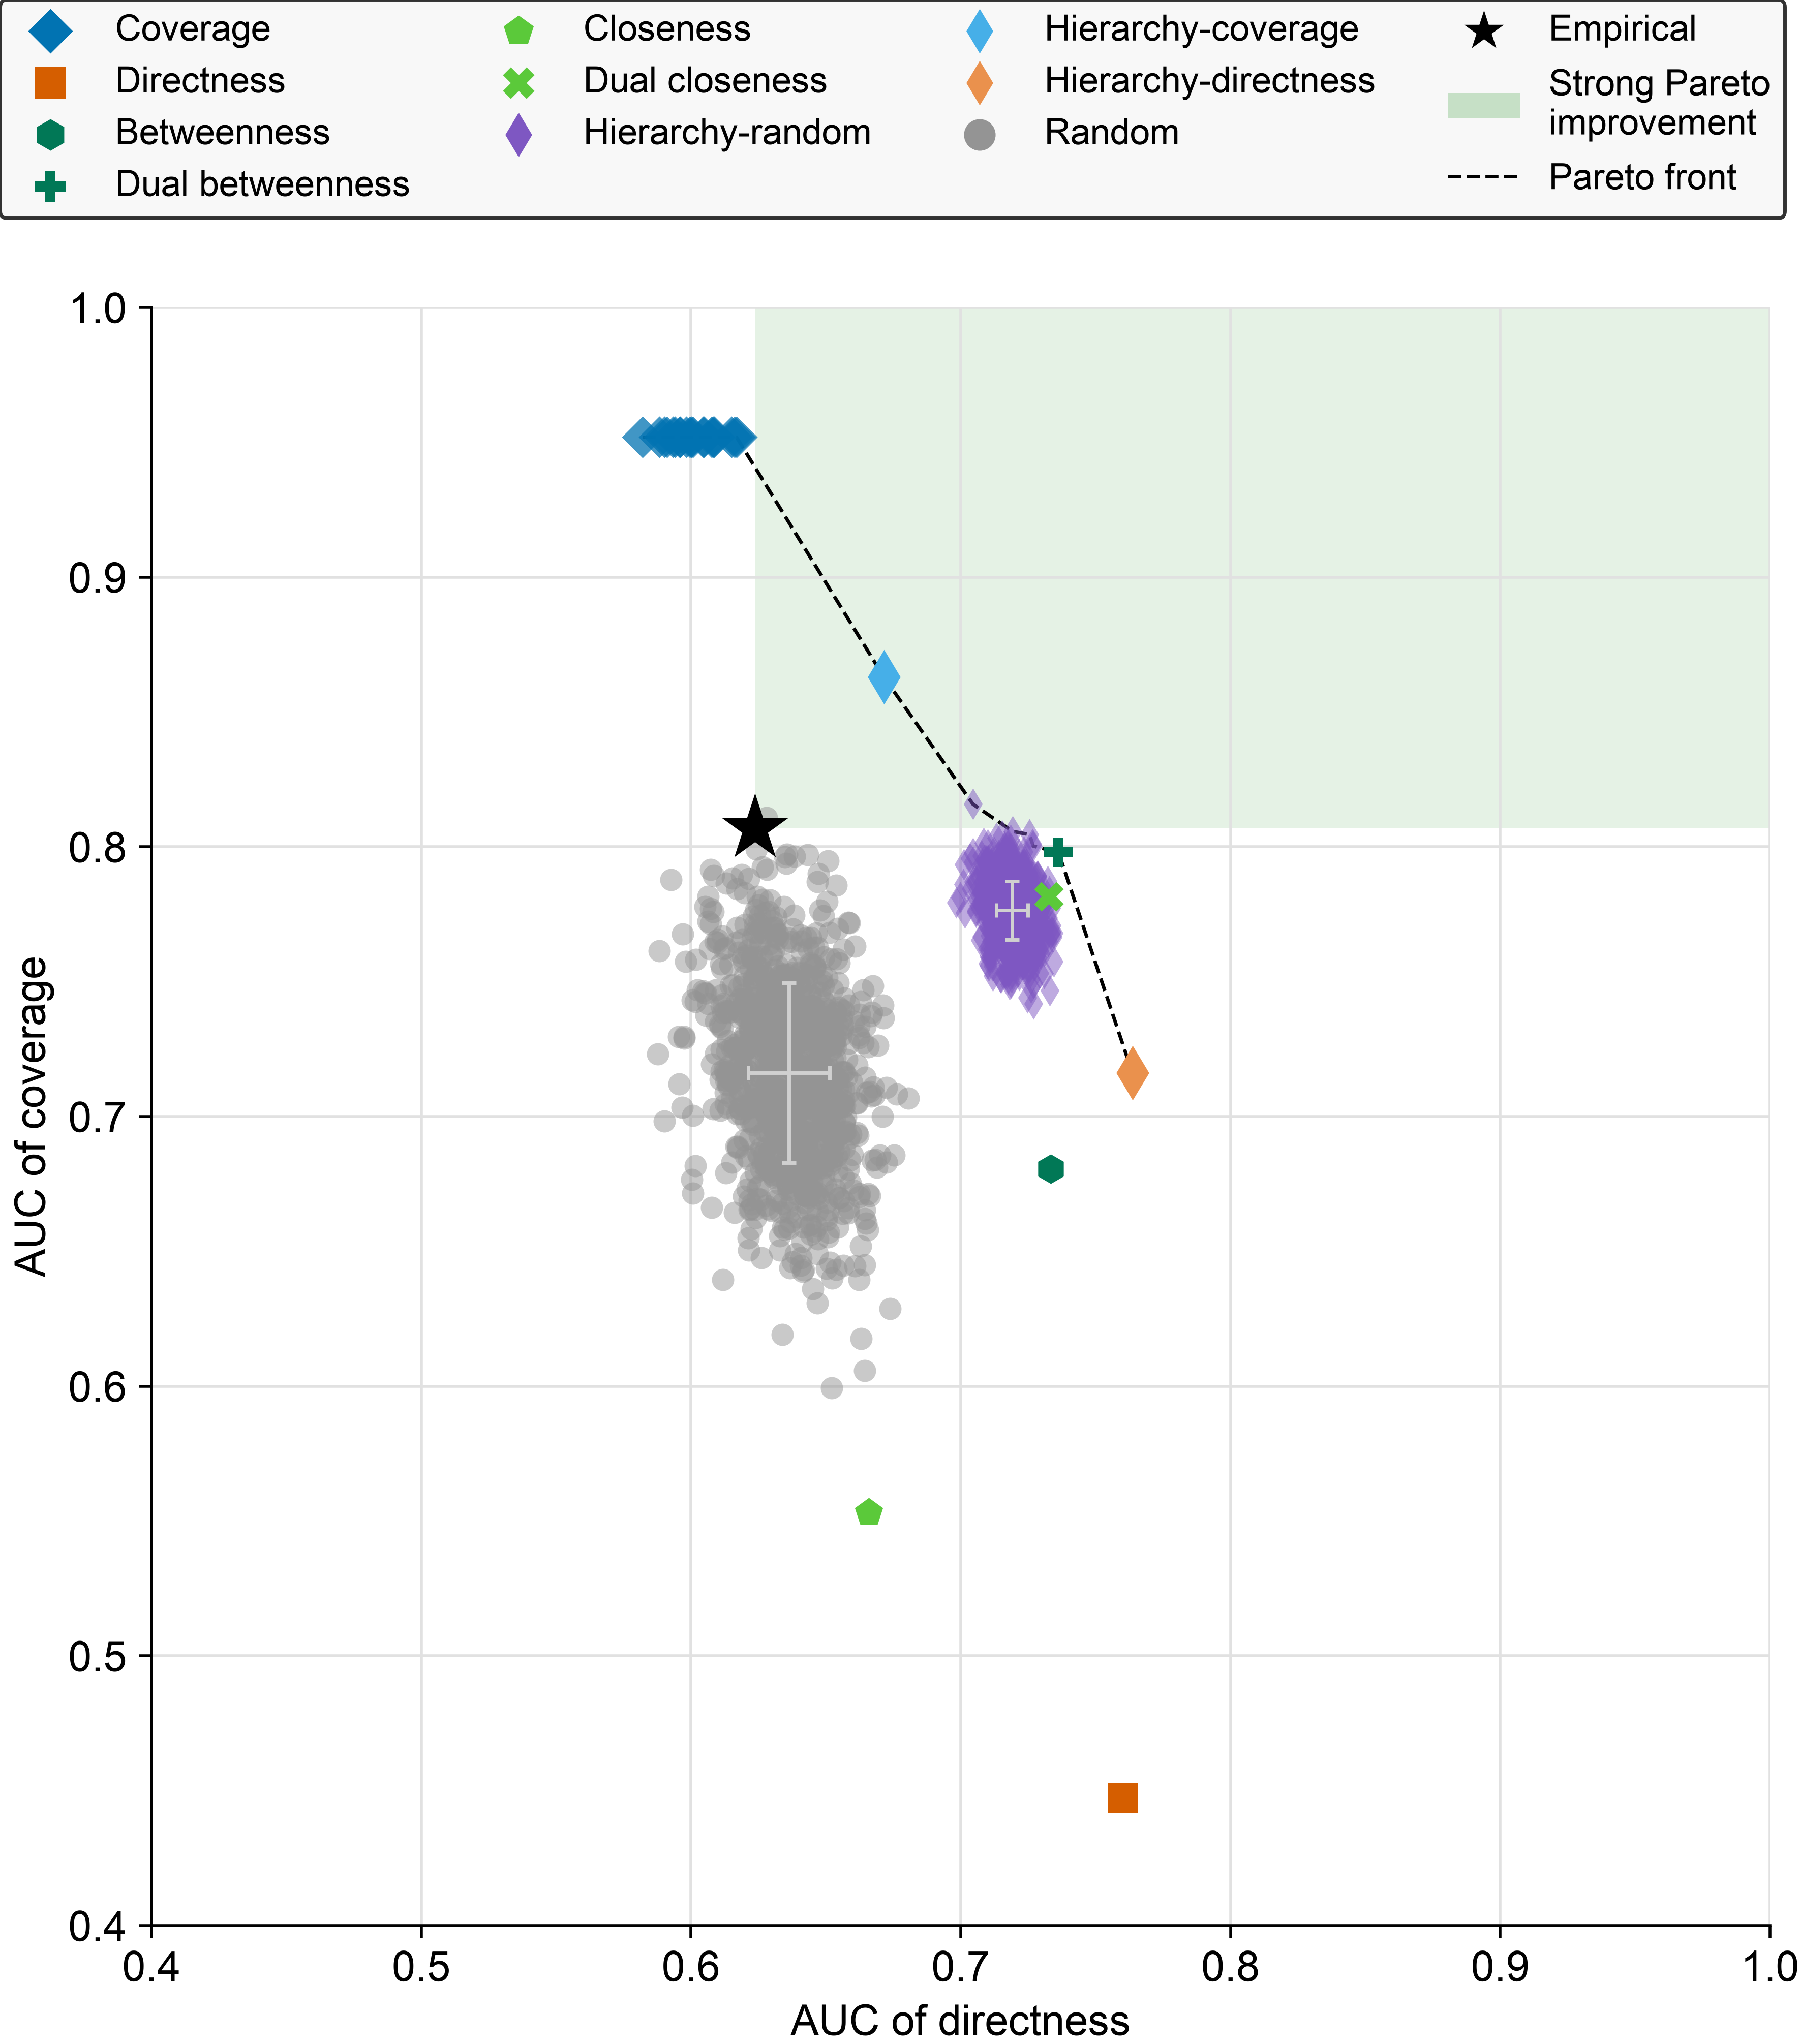 Coverage
Directness
Betweenness
Dual betweenness
Closeness
Dual closeness
Hierarchy-random
Hierarchy-coverage
Hierarchy-directness
Random
Empirical
Strong Pareto
improvement
Pareto front
1.0
0.9
0.8
0.7
0.6
0.5
0.4
AUC of coverage
0.4 0.5 0.6 0.7 0.8 0.9 1.0
AUC of directness